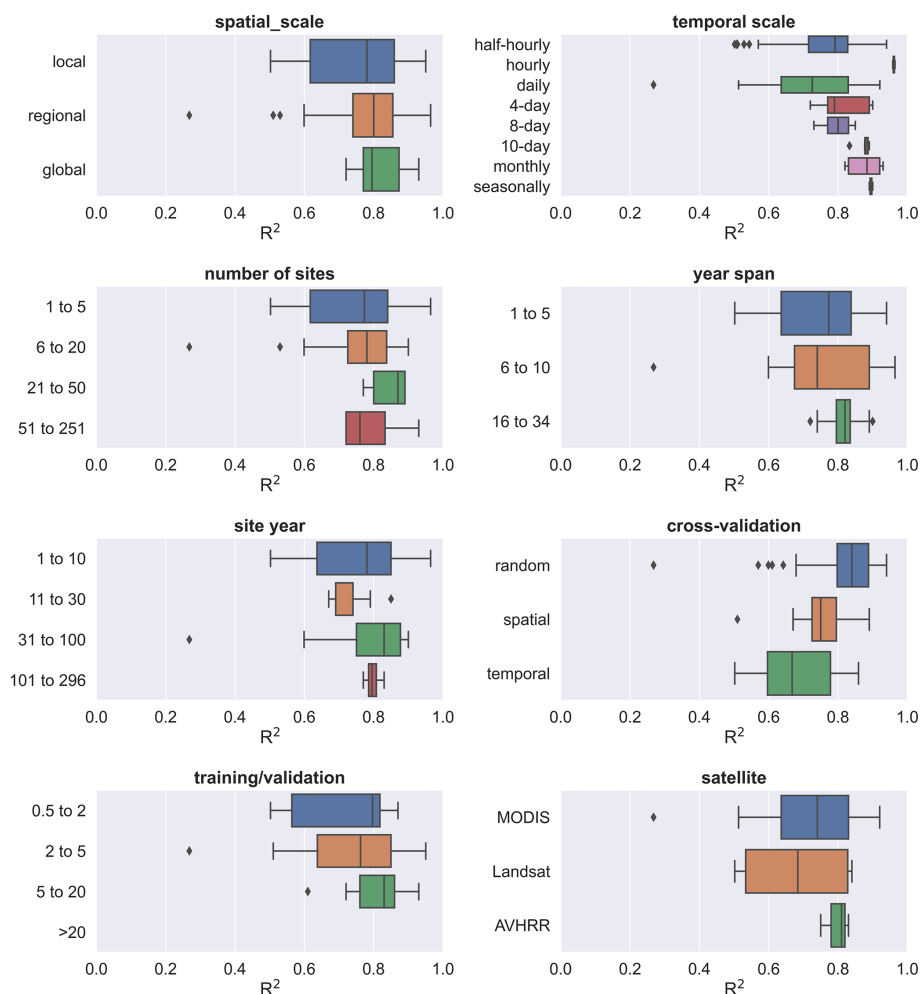 spatial_scale
local
regional
global
0.0 0.2 0.4 0.6 0.8 1.0
R²
temporal scale
half-hourly
hourly
daily
4-day
8-day
10-day
monthly
seasonally
0.0 0.2 0.4 0.6 0.8 1.0
R²
number of sites
1 to 5
6 to 20
21 to 50
51 to 251
0.0 0.2 0.4 0.6 0.8 1.0
R²
year span
1 to 5
6 to 10
16 to 34
0.0 0.2 0.4 0.6 0.8 1.0
R²
site year
1 to 10
11 to 30
31 to 100
101 to 296
0.0 0.2 0.4 0.6 0.8 1.0
R²
cross-validation
random
spatial
temporal
0.0 0.2 0.4 0.6 0.8 1.0
R²
training/validation
0.5 to 2
2 to 5
5 to 20
>20
0.0 0.2 0.4 0.6 0.8 1.0
R²
satellite
MODIS
Landsat
AVHRR
0.0 0.2 0.4 0.6 0.8 1.0
R²